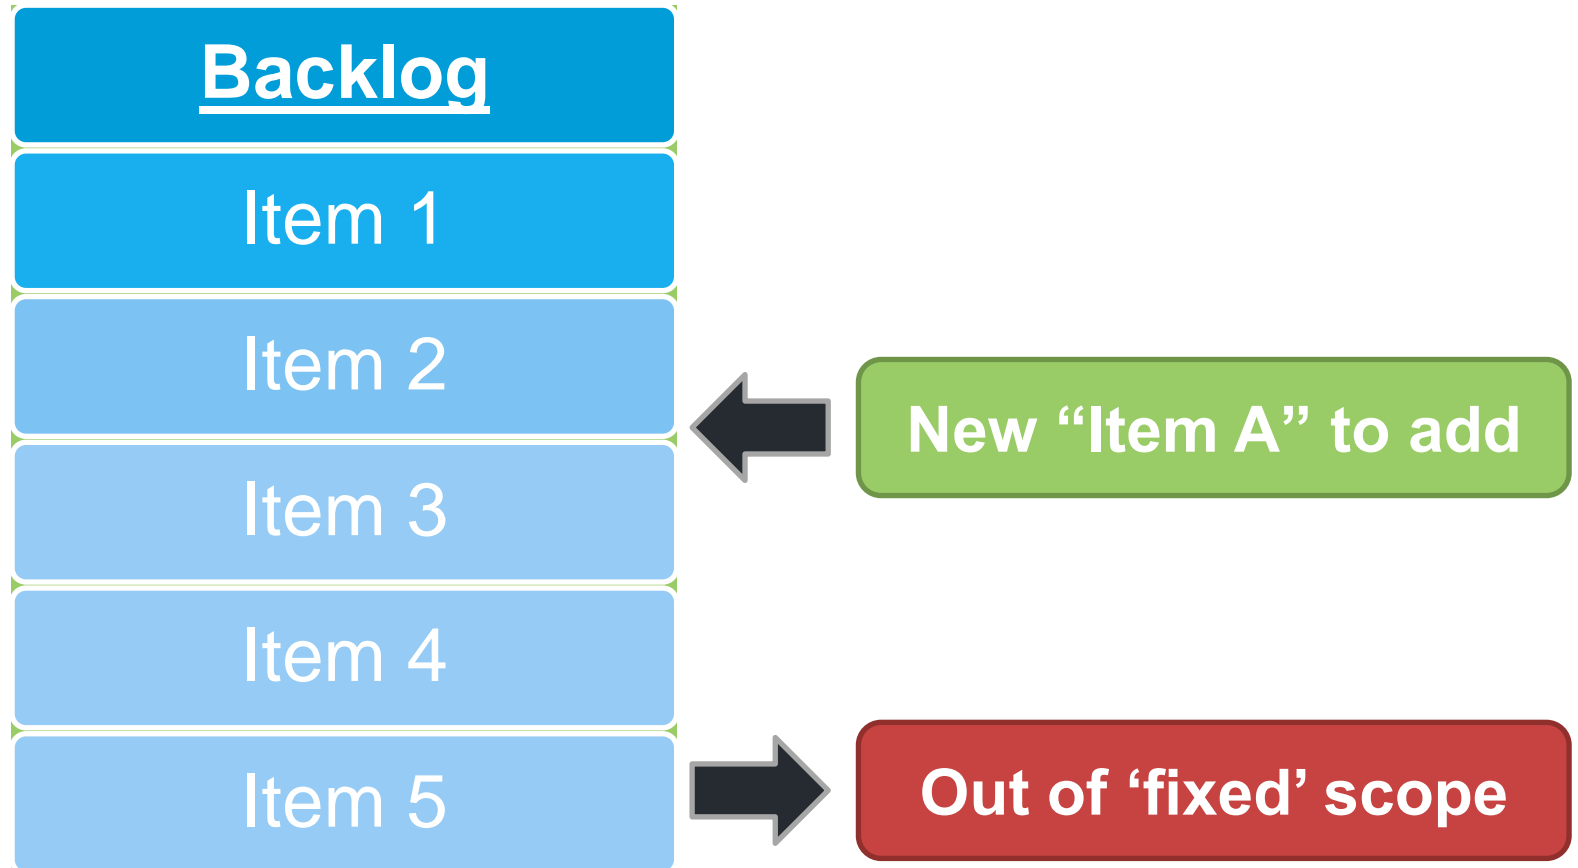 Backlog
Item 1
Item 2
New “Item A” to add
Item 3
Item 4
Item 5
Out of ‘fixed’ scope